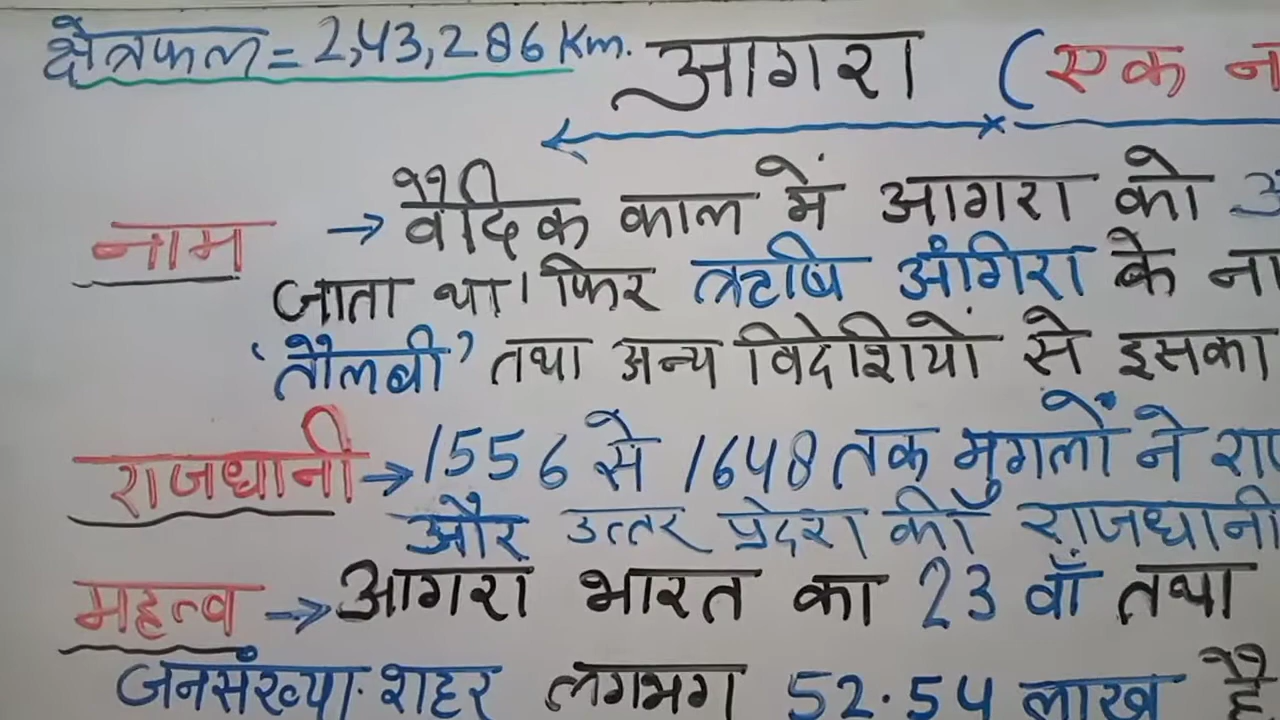 क्षेत्रफल = 2,43,286 Km. आगरा (एक
नाम → वैदिक काल में आगरा को
जाता था। फिर ऋषि अंगिरा के
'तौलबी' तथा अन्य विदेशियों से इसका
राजधानी → 1556 से 1648 तक मुगलों ने
और उत्तर प्रदेश की राजधानी
महत्व → आगरा भारत का 23 वाँ तथा
जनसंख्या. शहर लगभग 52.54 लाख है